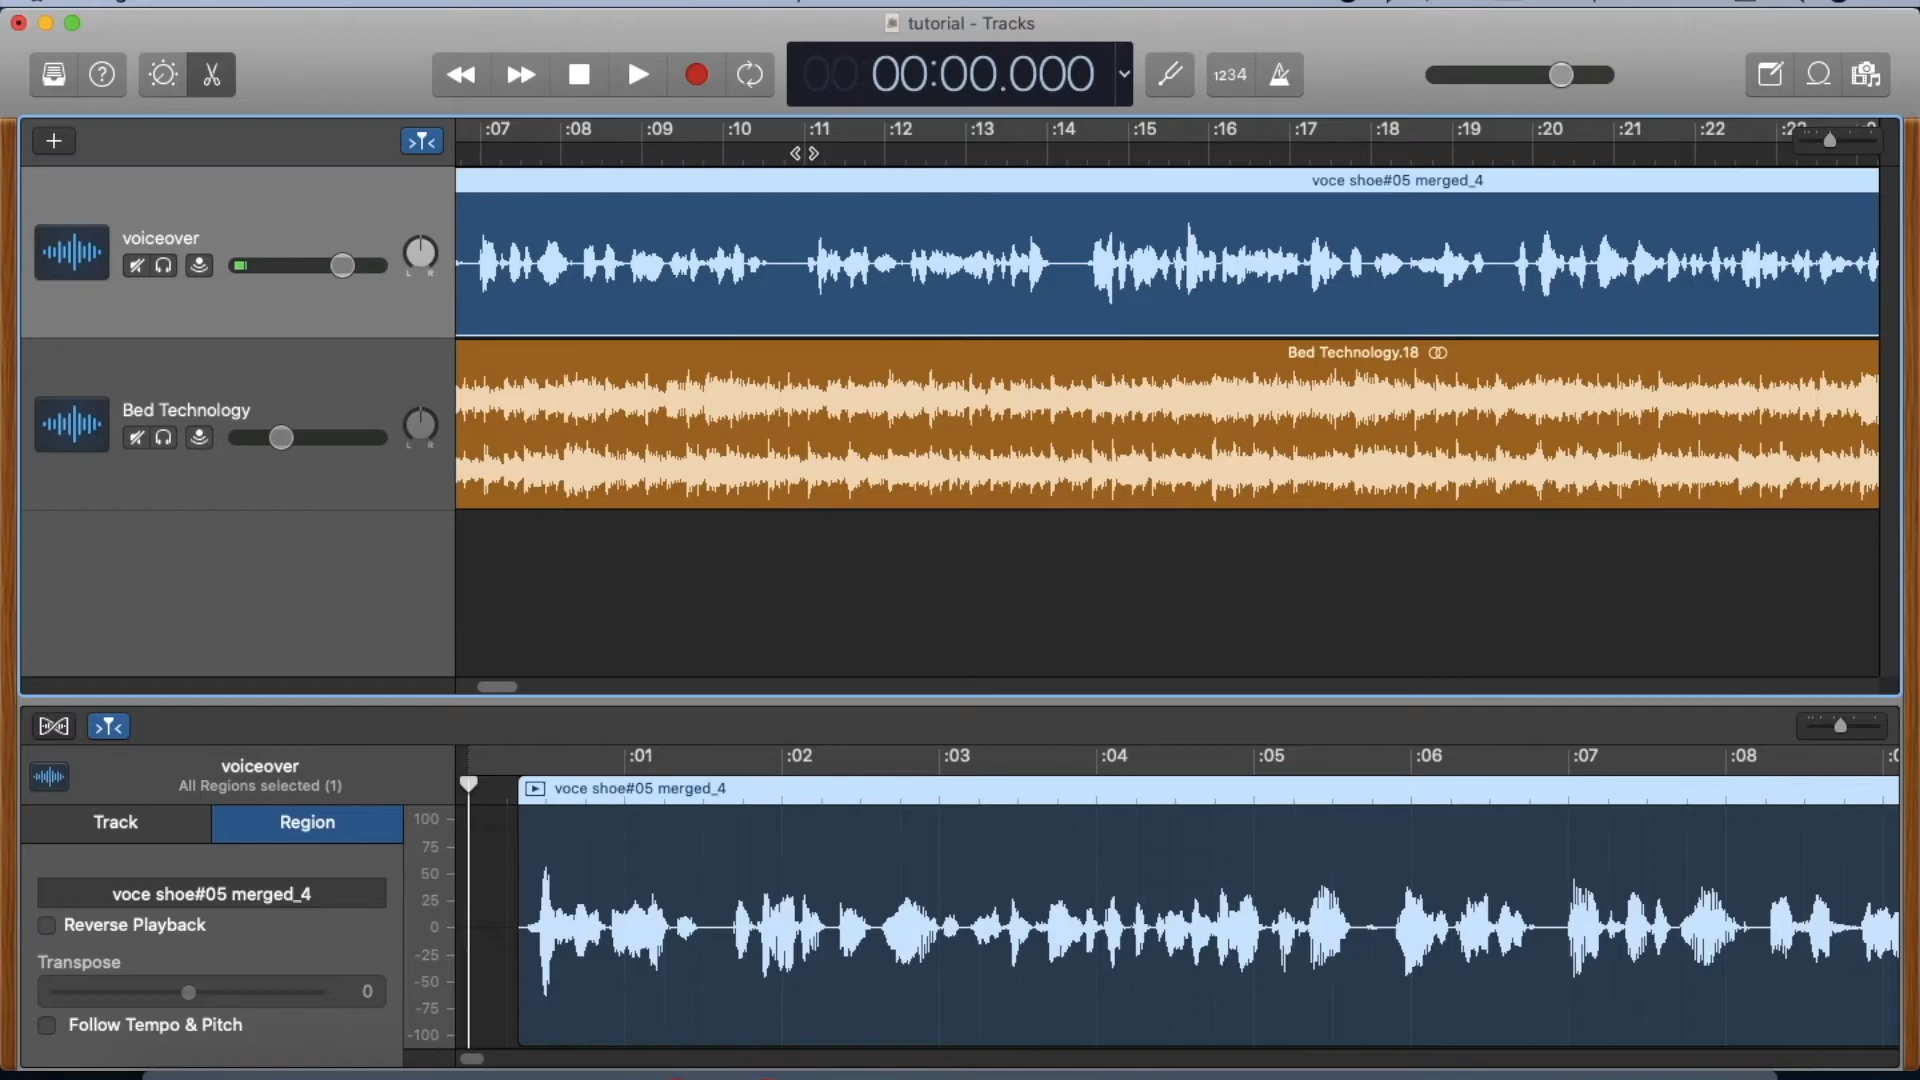 tutorial - Tracks
00:00.000
1234
:07 :08 :09 :10 :11 :12 :13 :14 :15 :16 :17 :18 :19 :20 :21 :22
voce shoe#05 merged_4
voiceover
L R
Bed Technology.18
Bed Technology
L R
:01 :02 :03 :04 :05 :06 :07 :08
voiceover
All Regions selected (1)
voce shoe#05 merged_4
Track Region
100
75
50
25
0
-25
-50
-75
-100
voce shoe#05 merged_4
Reverse Playback
Transpose
0
Follow Tempo & Pitch